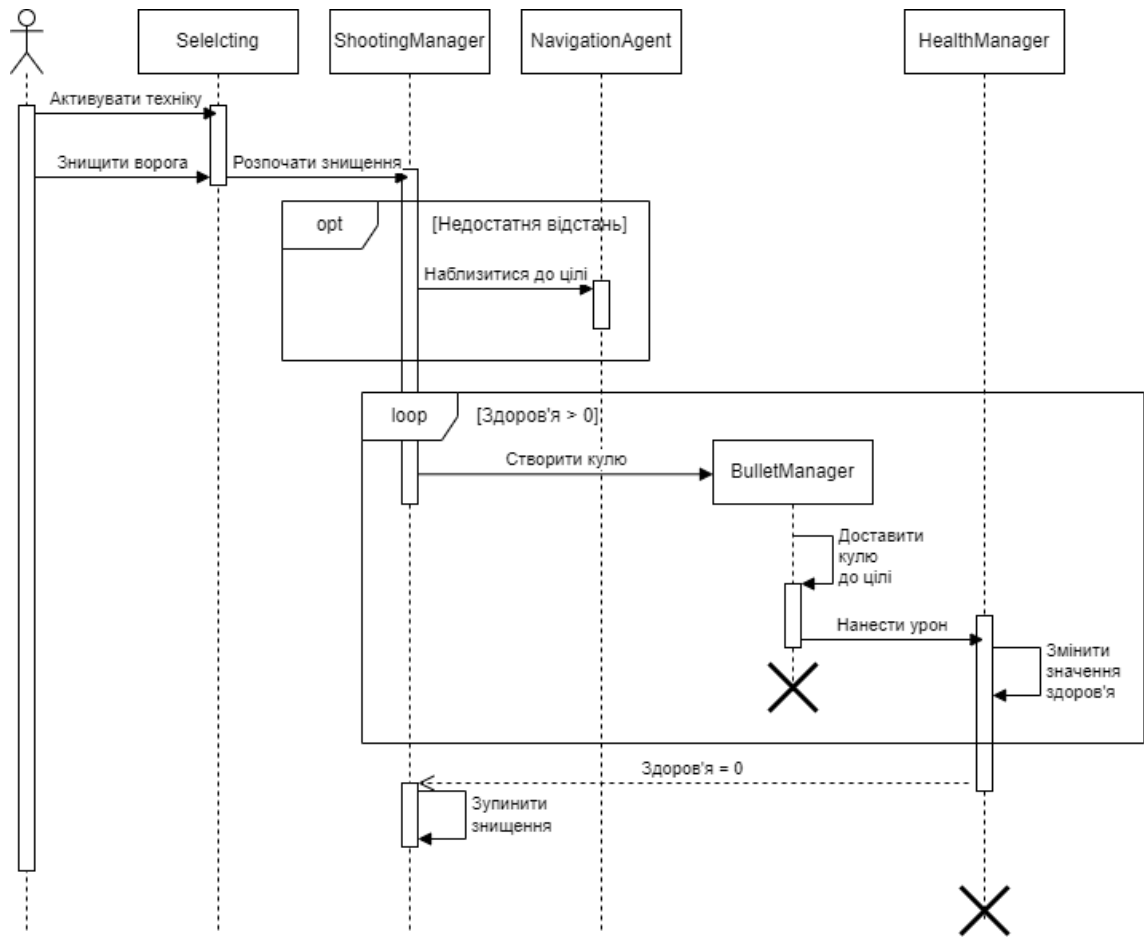 Selelcting
ShootingManager
NavigationAgent
HealthManager
Активувати техніку
Знищити ворога
Розпочати знищення
opt
[Недостатня відстань]
Наблизитися до цілі
loop
[Здоров'я > 0]
Створити кулю
BulletManager
Доставити
кулю
до цілі
Нанести урон
Змінити
значення
здоров'я
Здоров'я = 0
Зупинити
знищення